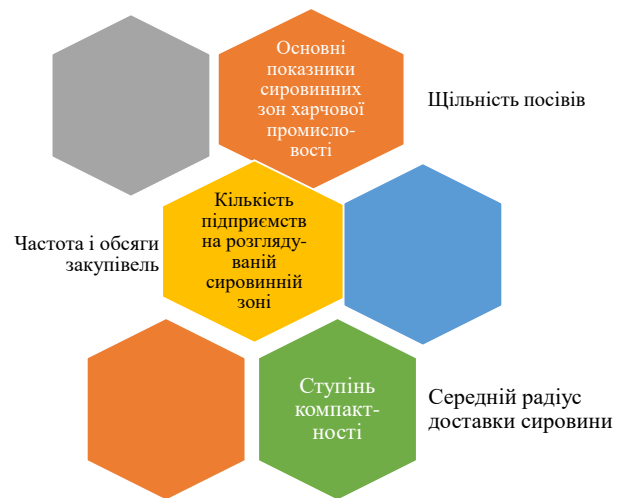 Основні
показники
сировинних
зон харчової
промисло-
вості
Щільність посівів
Кількість
підприємств
на розгляду-
ваній
сировинній
зоні
Частота і обсяги
закупівель
Ступінь
компакт-
ності
Середній радіус
доставки сировини